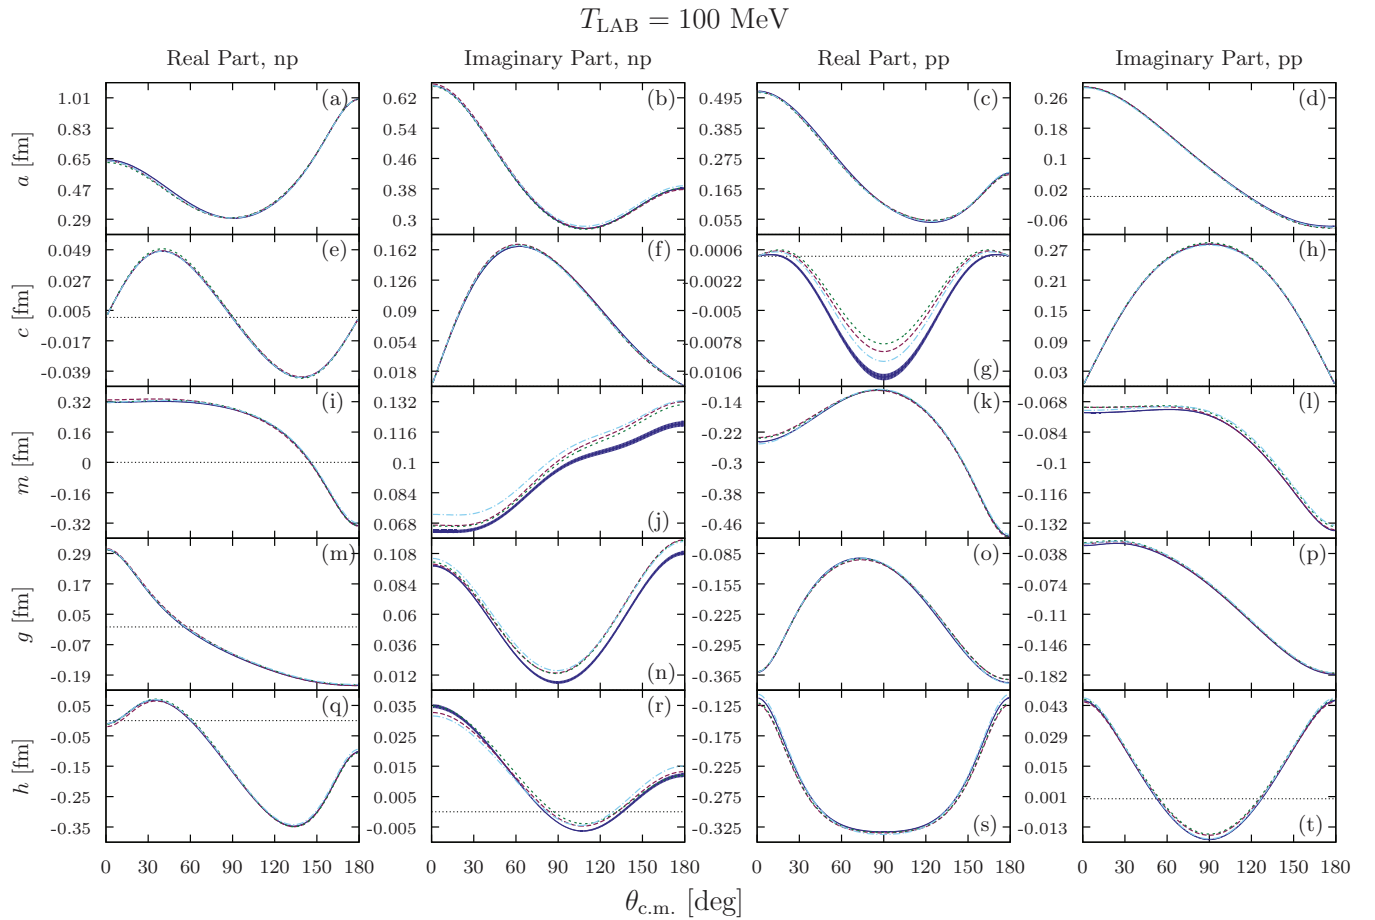 T_LAB = 100 MeV
Real Part, np
Imaginary Part, np
Real Part, pp
Imaginary Part, pp
a [fm]
1.01
0.83
0.65
0.47
0.29
(a)
0.62
0.54
0.46
0.38
0.3
(b)
0.495
0.385
0.275
0.165
0.055
(c)
0.26
0.18
0.1
0.02
-0.06
(d)
c [fm]
0.049
0.027
0.005
-0.017
-0.039
(e)
0.162
0.126
0.09
0.054
0.018
(f)
0.0006
-0.0022
-0.005
-0.0078
-0.0106
(g)
0.27
0.21
0.15
0.09
0.03
(h)
m [fm]
0.32
0.16
0
-0.16
-0.32
(i)
0.132
0.116
0.1
0.084
0.068
(j)
-0.14
-0.22
-0.3
-0.38
-0.46
(k)
-0.068
-0.084
-0.1
-0.116
-0.132
(l)
g [fm]
0.29
0.17
0.05
-0.07
-0.19
(m)
0.108
0.084
0.06
0.036
0.012
(n)
-0.085
-0.155
-0.225
-0.295
-0.365
(o)
-0.038
-0.074
-0.11
-0.146
-0.182
(p)
h [fm]
0.05
-0.05
-0.15
-0.25
-0.35
(q)
0.035
0.025
0.015
0.005
-0.005
(r)
-0.125
-0.175
-0.225
-0.275
-0.325
(s)
0.043
0.029
0.015
0.001
-0.013
(t)
0 30 60 90 120 150 180
0 30 60 90 120 150 180
0 30 60 90 120 150 180
0 30 60 90 120 150 180
θ_c.m. [deg]